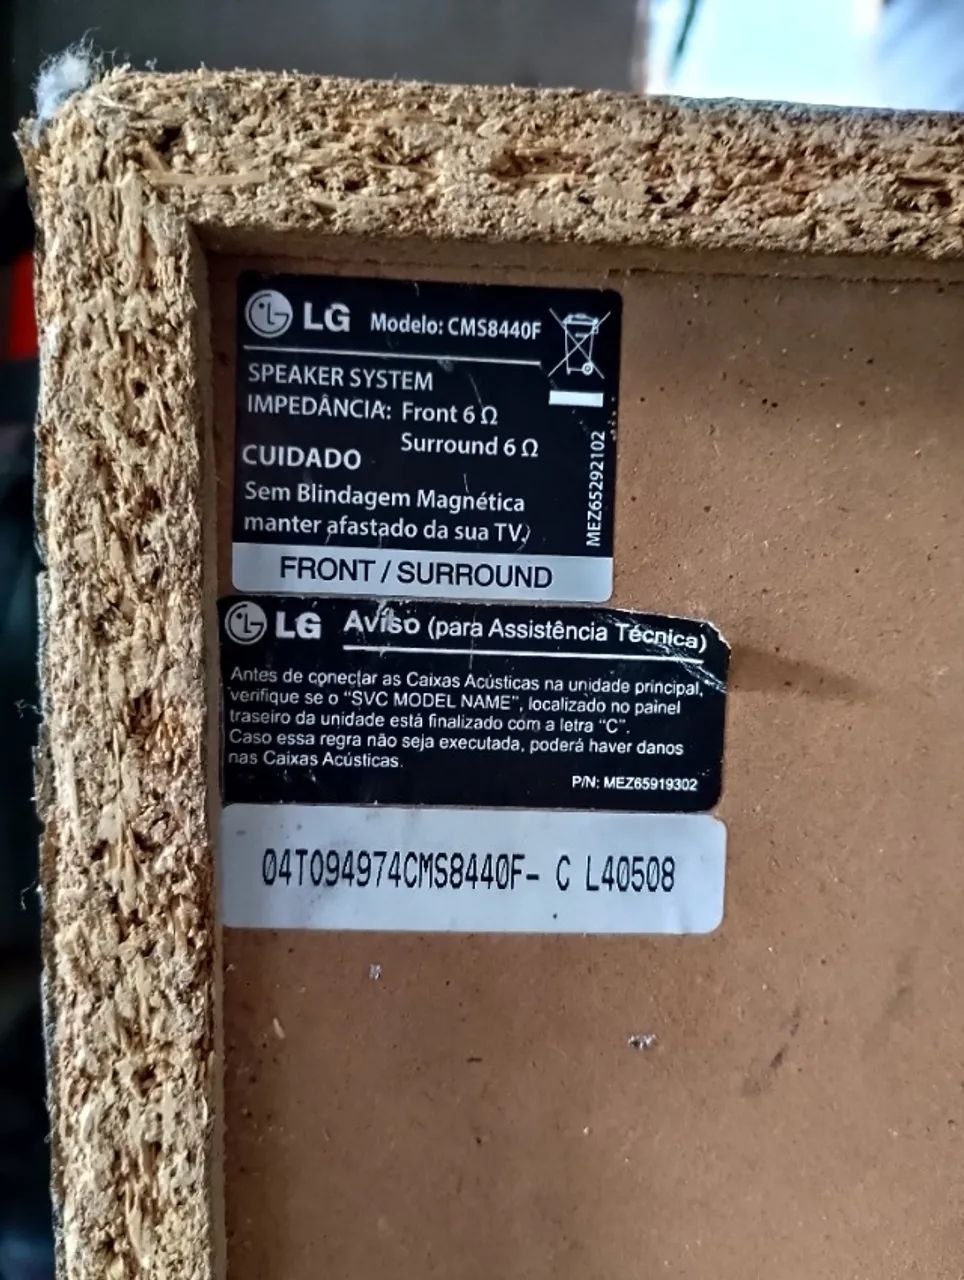 LG Modelo: CMS8440F
SPEAKER SYSTEM
IMPEDÂNCIA: Front 6 Ω
Surround 6 Ω
CUIDADO
Sem Blindagem Magnética
manter afastado da sua TV.
MEZ65292102
FRONT / SURROUND
LG Aviso (para Assistência Técnica)
Antes de conectar as Caixas Acústicas na unidade principal,
verifique se o “SVC MODEL NAME”, localizado no painel
traseiro da unidade está finalizado com a letra “C”.
Caso essa regra não seja executada, poderá haver danos
nas Caixas Acústicas.
P/N: MEZ65919302
04T094974CMS8440F- C L40508